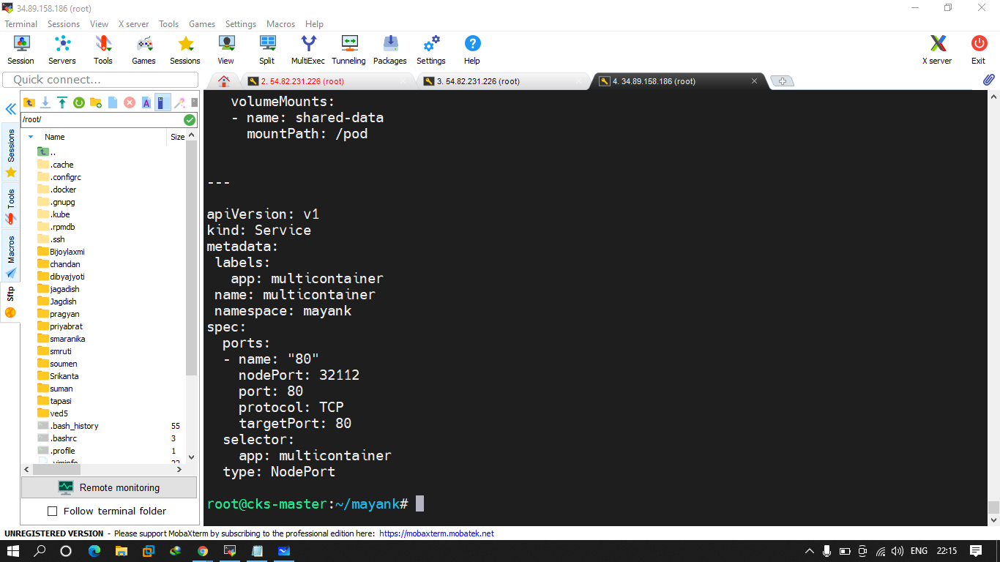 34.89.158.186 (root)
Terminal Sessions View X server Tools Games Settings Macros Help
Session Servers Tools Games Sessions View Split MultiExec Tunneling Packages Settings Help X server Exit
Quick connect...
2. 54.82.231.226 (root)
3. 54.82.231.226 (root)
4. 34.89.158.186 (root)
Sessions
Tools
Macros
Sftp
/root/
Name Size
..
.cache
.configrc
.docker
.gnupg
.kube
.rpmdb
.ssh
Bijoylaxmi
chandan
dibyajyoti
jagadish
Jagdish
pragyan
priyabrat
smaranika
smruti
soumen
Srikanta
suman
tapasi
ved5
.bash_history 55
.bashrc 3
.profile 1
.viminfo 22
Remote monitoring
Follow terminal folder
volumeMounts:
- name: shared-data
mountPath: /pod
---
apiVersion: v1
kind: Service
metadata:
labels:
app: multicontainer
name: multicontainer
namespace: mayank
spec:
ports:
- name: "80"
nodePort: 32112
port: 80
protocol: TCP
targetPort: 80
selector:
app: multicontainer
type: NodePort
root@cks-master:~/mayank#
UNREGISTERED VERSION - Please support MobaXterm by subscribing to the professional edition here: https://mobaxterm.mobatek.net
ENG 22:15